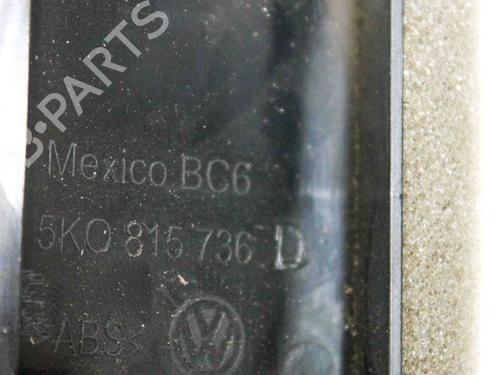 B-PARTS
Mexico BC6
5K0 815 736 D
>ABS<